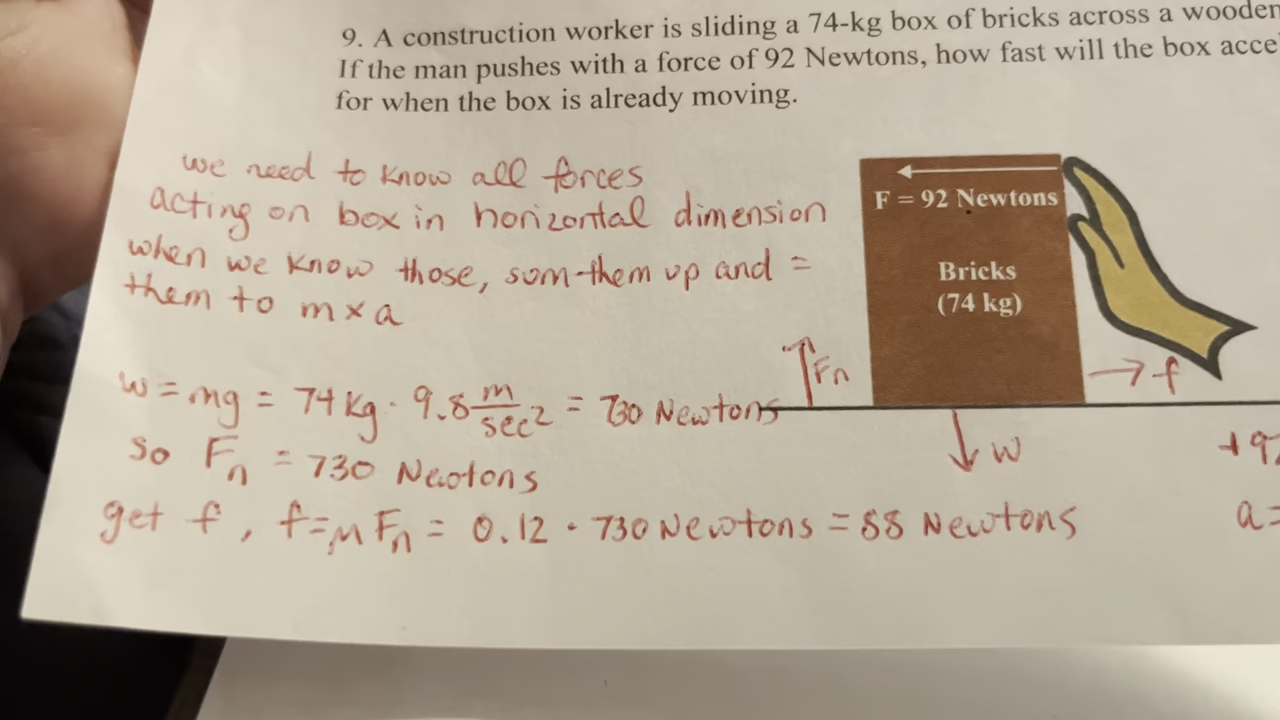 9. A construction worker is sliding a 74-kg box of bricks across a wooden
If the man pushes with a force of 92 Newtons, how fast will the box acce
for when the box is already moving.
we need to know all forces
acting on box in horizontal dimension
when we know those, sum them up and =
them to m x a
F = 92 Newtons
Bricks
(74 kg)
Fn
→ f
w = mg = 74 kg · 9.8 m/sec² = 730 Newtons
↓ w
so Fn = 730 Newtons
+92
get f, f = μ Fn = 0.12 · 730 Newtons = 88 Newtons
a =